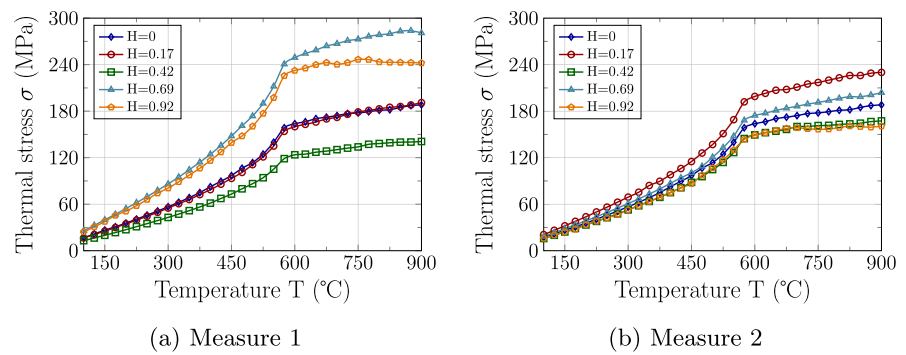 Thermal stress σ (MPa)
300
240
180
120
60
0
H=0
H=0.17
H=0.42
H=0.69
H=0.92
150 300 450 600 750 900
Temperature T (℃)
(a) Measure 1
Thermal stress σ (MPa)
300
240
180
120
60
0
H=0
H=0.17
H=0.42
H=0.69
H=0.92
150 300 450 600 750 900
Temperature T (℃)
(b) Measure 2